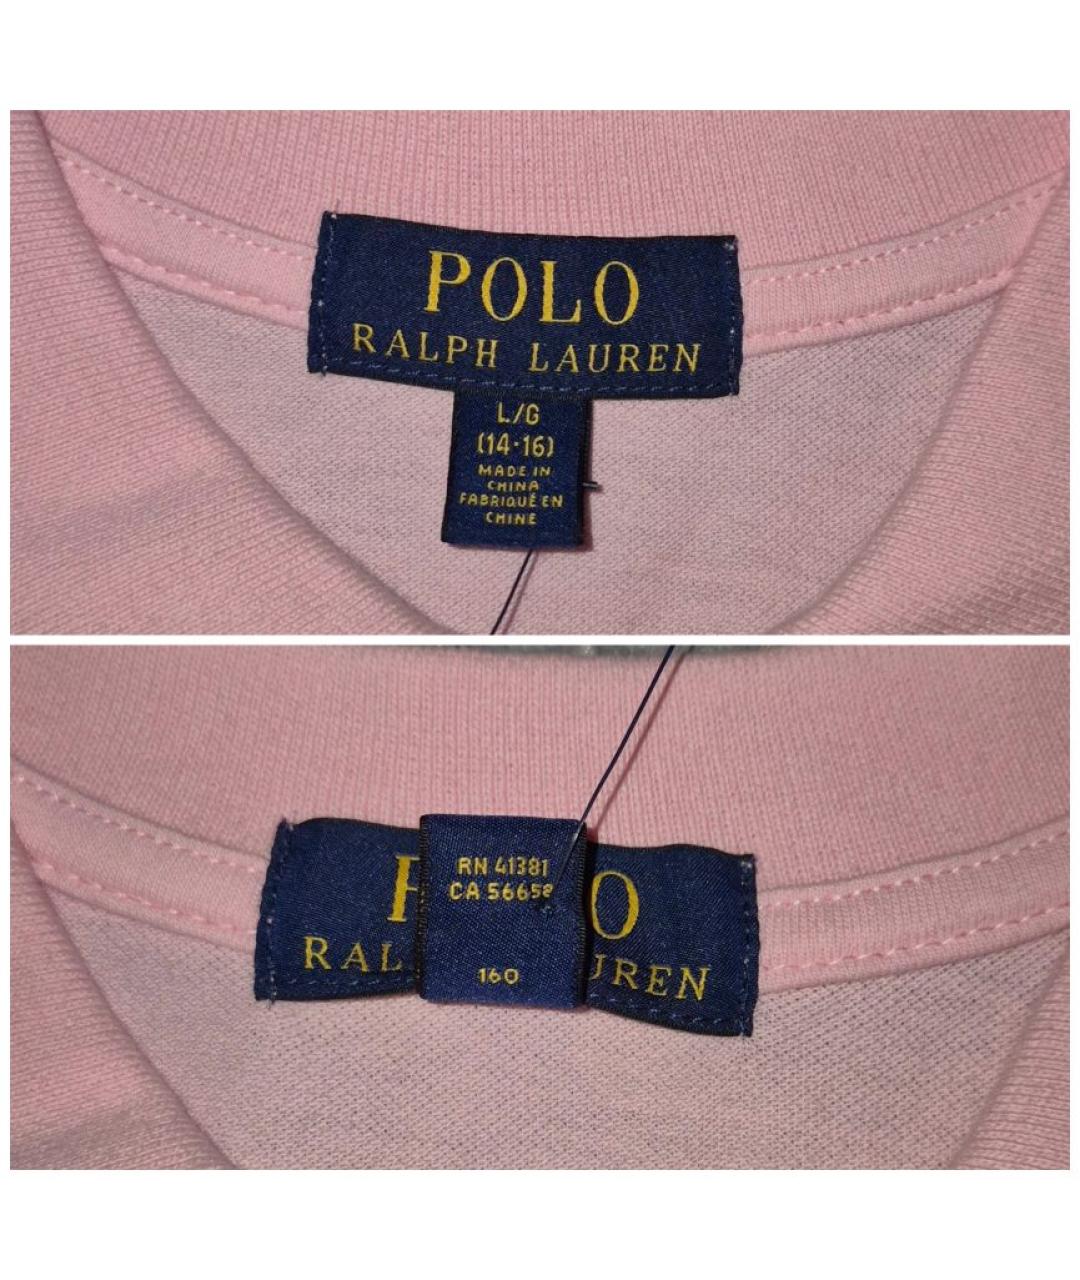 POLO
RALPH LAUREN
L/G
(14-16)
MADE IN
CHINA
FABRIQUÉ EN
CHINE
RN 41381
CA 56658
160